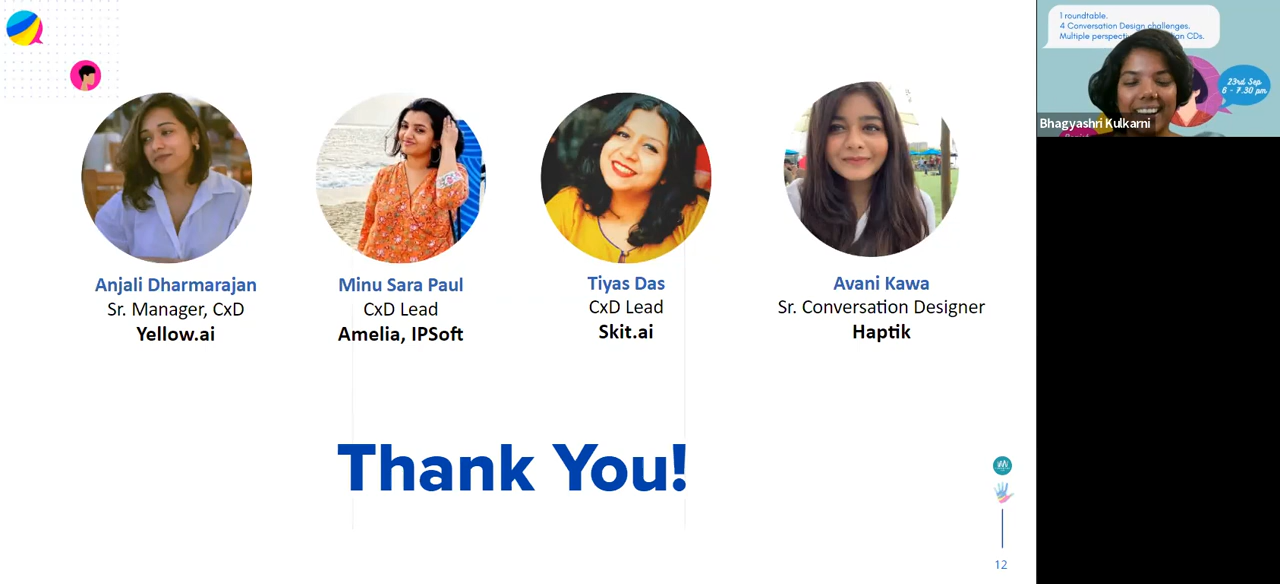 Anjali Dharmarajan
Sr. Manager, CxD
Yellow.ai
Minu Sara Paul
CxD Lead
Amelia, IPSoft
Tiyas Das
CxD Lead
Skit.ai
Avani Kawa
Sr. Conversation Designer
Haptik
Thank You!
12
1 roundtable.
4 Conversation Design challenges.
Multiple CDs.
23rd Sep
6 - 7.30 pm
Bhagyashri Kulkarni